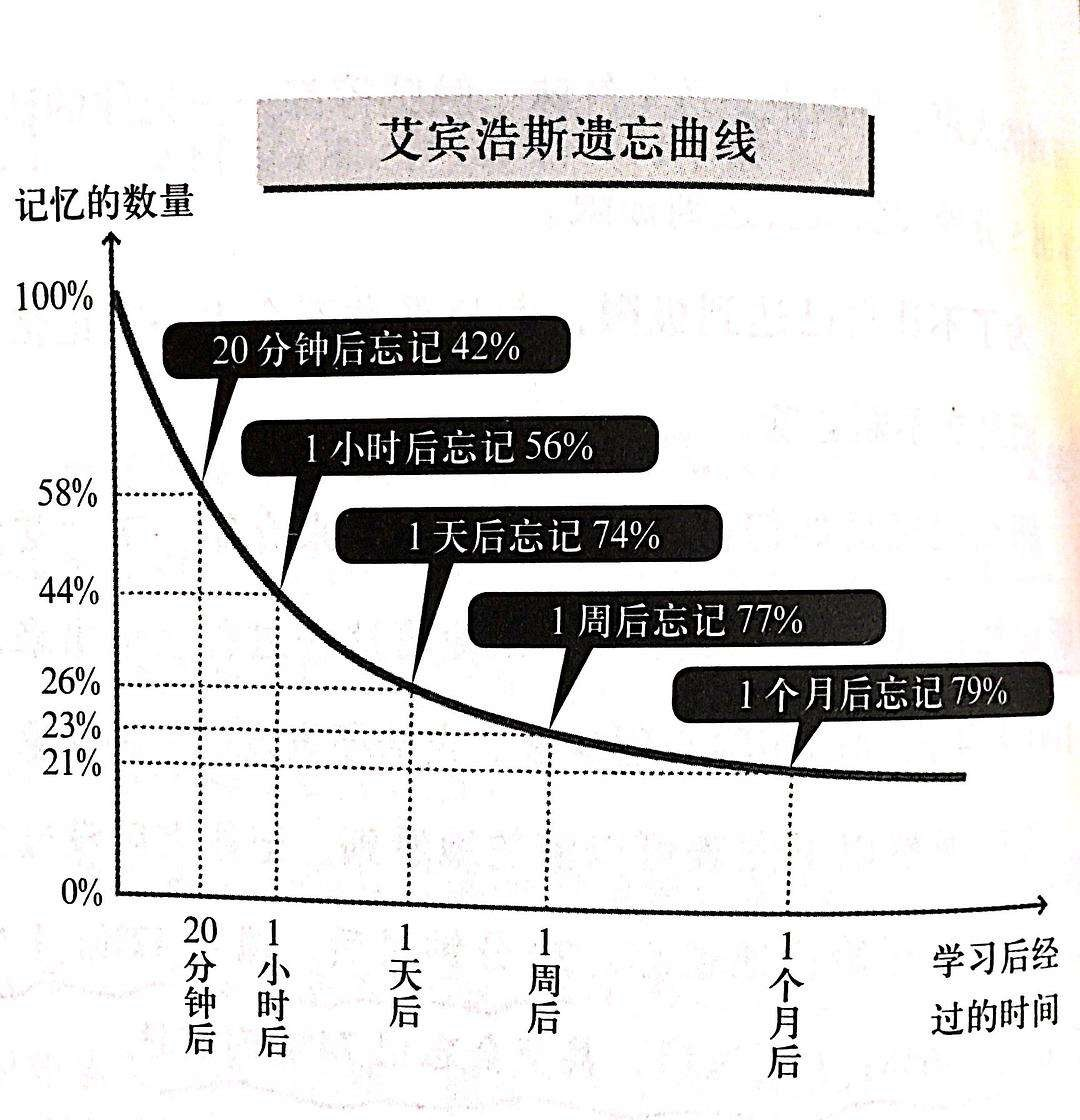 艾宾浩斯遗忘曲线
记忆的数量
100%
20 分钟后忘记 42%
1 小时后忘记 56%
58%
1 天后忘记 74%
44%
1 周后忘记 77%
26%
1 个月后忘记 79%
23%
21%
0%
20分钟后
1小时后
1天后
1周后
1个月后
学习后经
过的时间